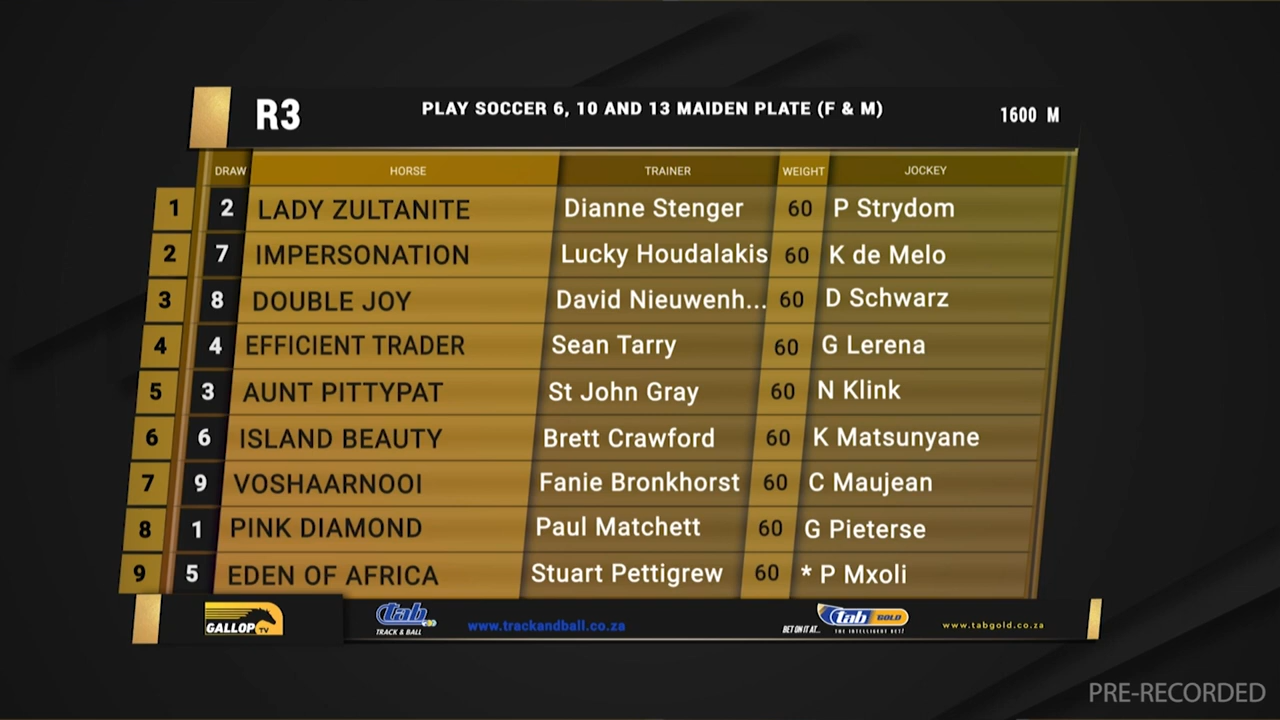 R3 PLAY SOCCER 6, 10 AND 13 MAIDEN PLATE (F & M) 1600 M
DRAW HORSE TRAINER WEIGHT JOCKEY
1 2 LADY ZULTANITE Dianne Stenger 60 P Strydom
2 7 IMPERSONATION Lucky Houdalakis 60 K de Melo
3 8 DOUBLE JOY David Nieuwenh... 60 D Schwarz
4 4 EFFICIENT TRADER Sean Tarry 60 G Lerena
5 3 AUNT PITTYPAT St John Gray 60 N Klink
6 6 ISLAND BEAUTY Brett Crawford 60 K Matsunyane
7 9 VOSHAARNOOI Fanie Bronkhorst 60 C Maujean
8 1 PINK DIAMOND Paul Matchett 60 G Pieterse
9 5 EDEN OF AFRICA Stuart Pettigrew 60 * P Mxoli
GALLOP TV
tab
TRACK & BALL
www.trackandball.co.za
BET ON IT AT...
tab GOLD
THE INTELLIGENT BET!
www.tabgold.co.za
PRE-RECORDED